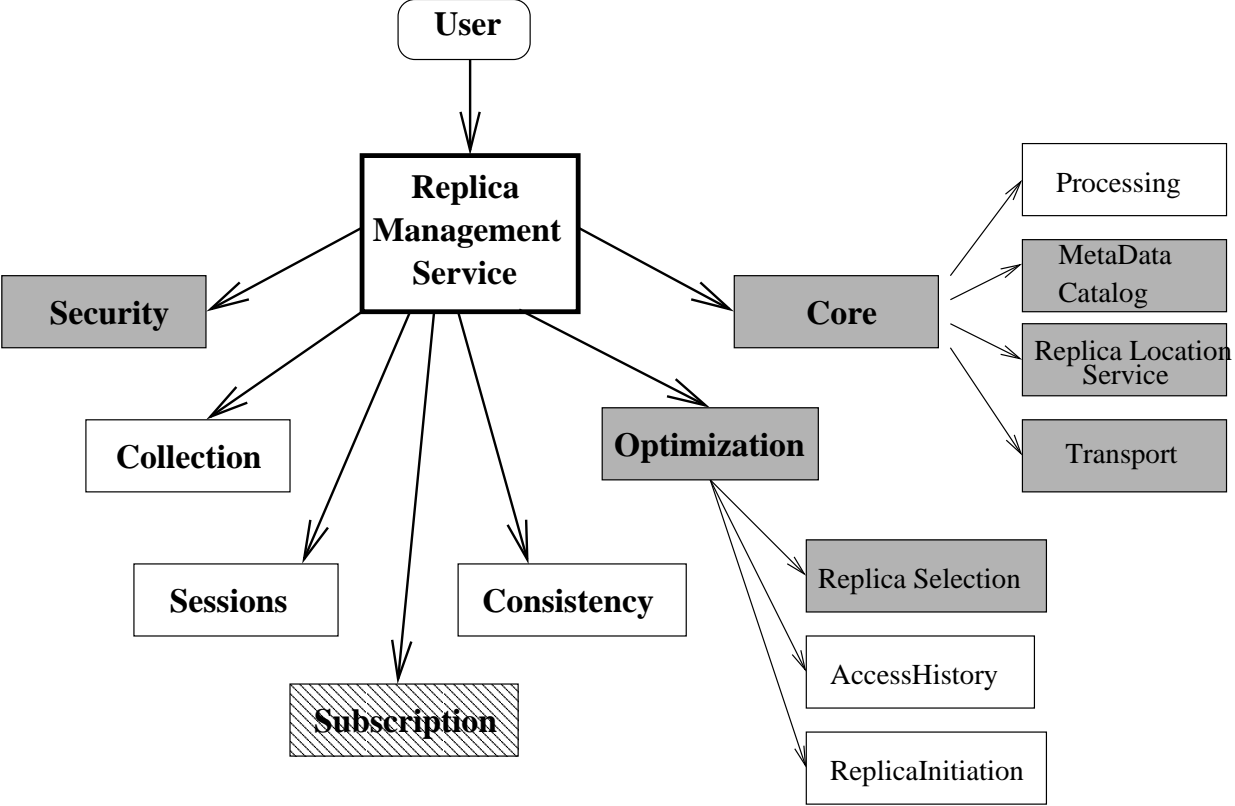 User
Replica
Management
Service
Processing
MetaData
Catalog
Security
Core
Replica Location
Service
Collection
Optimization
Transport
Replica Selection
Sessions
Consistency
AccessHistory
Subscription
ReplicaInitiation